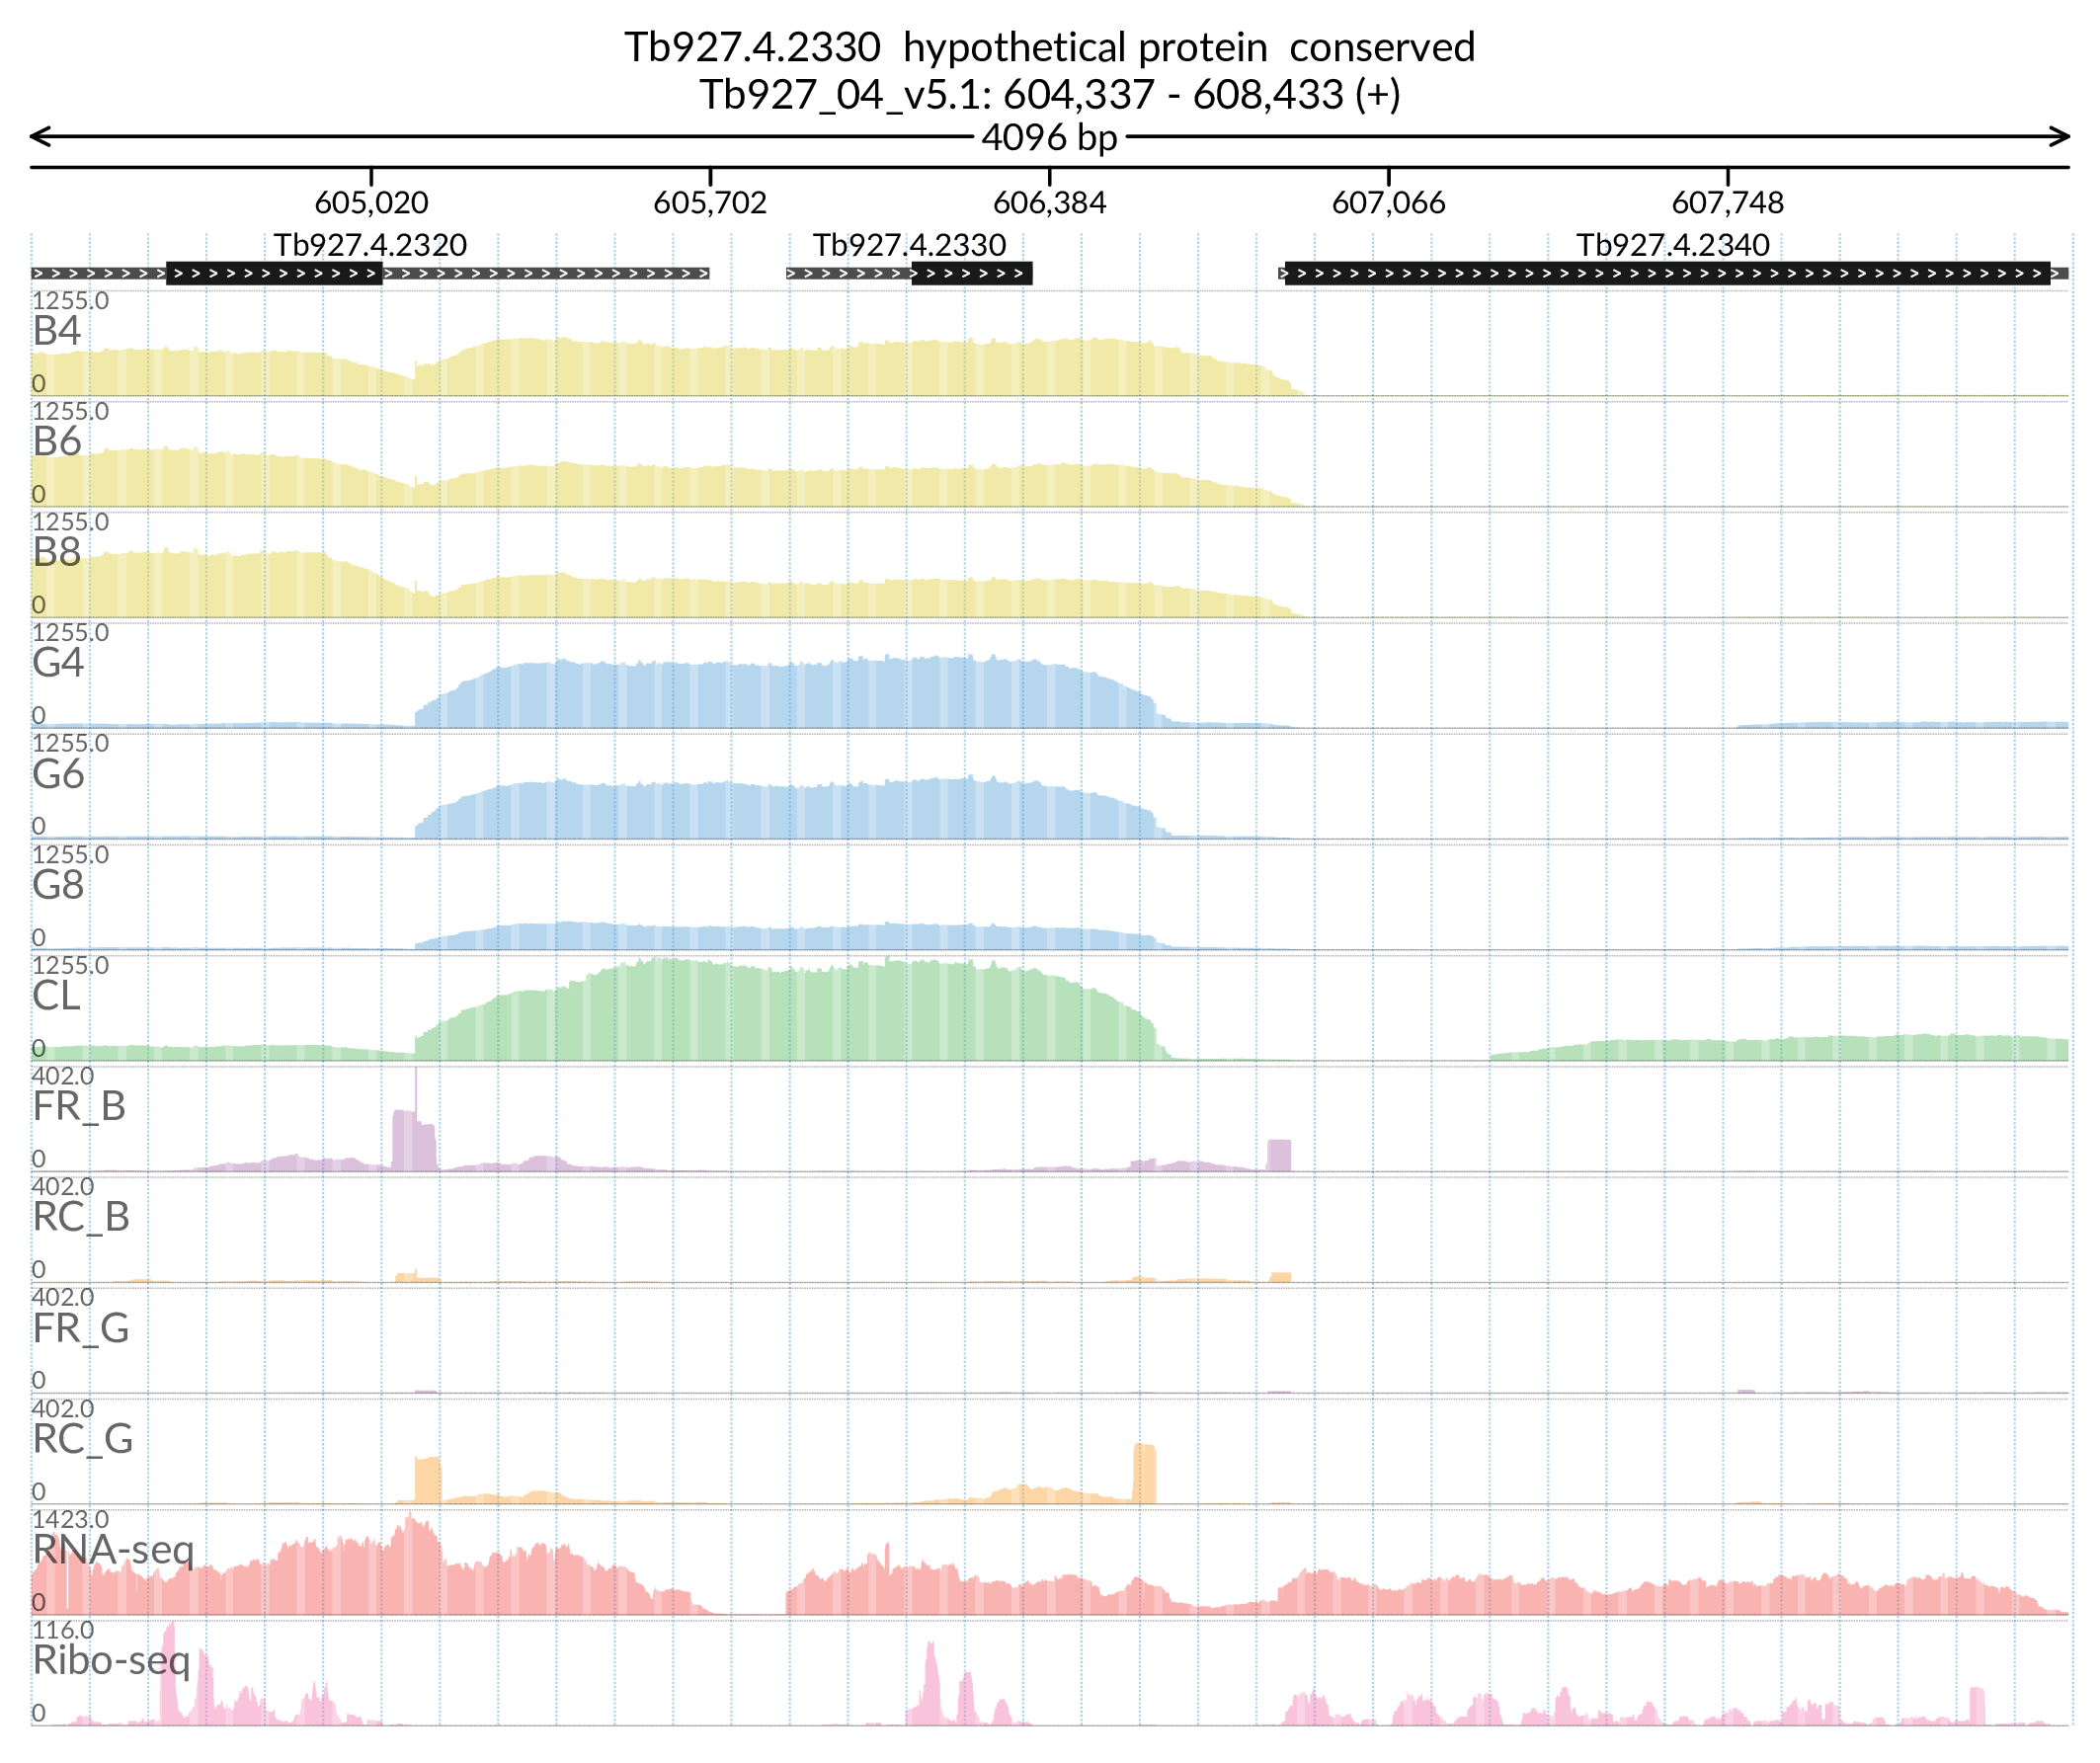 Tb927.4.2330  hypothetical protein  conserved
Tb927_04_v5.1: 604,337 - 608,433 (+)
4096 bp
605,020 605,702 606,384 607,066 607,748
Tb927.4.2320 Tb927.4.2330 Tb927.4.2340
1255.0
B4
0
1255.0
B6
0
1255.0
B8
0
1255.0
G4
0
1255.0
G6
0
1255.0
G8
0
1255.0
CL
0
402.0
FR_B
0
402.0
RC_B
0
402.0
FR_G
0
402.0
RC_G
0
1423.0
RNA-seq
0
116.0
Ribo-seq
0